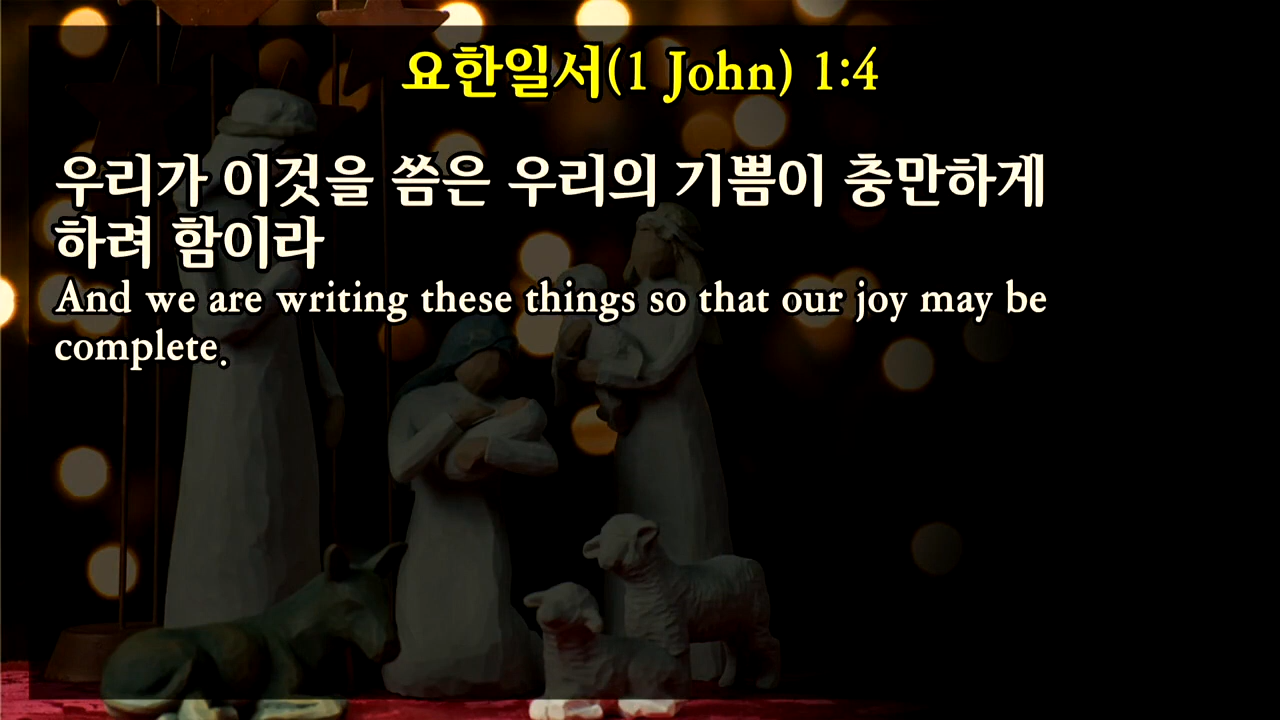 요한일서(1 John) 1:4
우리가 이것을 씀은 우리의 기쁨이 충만하게
하려 함이라
And we are writing these things so that our joy may be
complete.